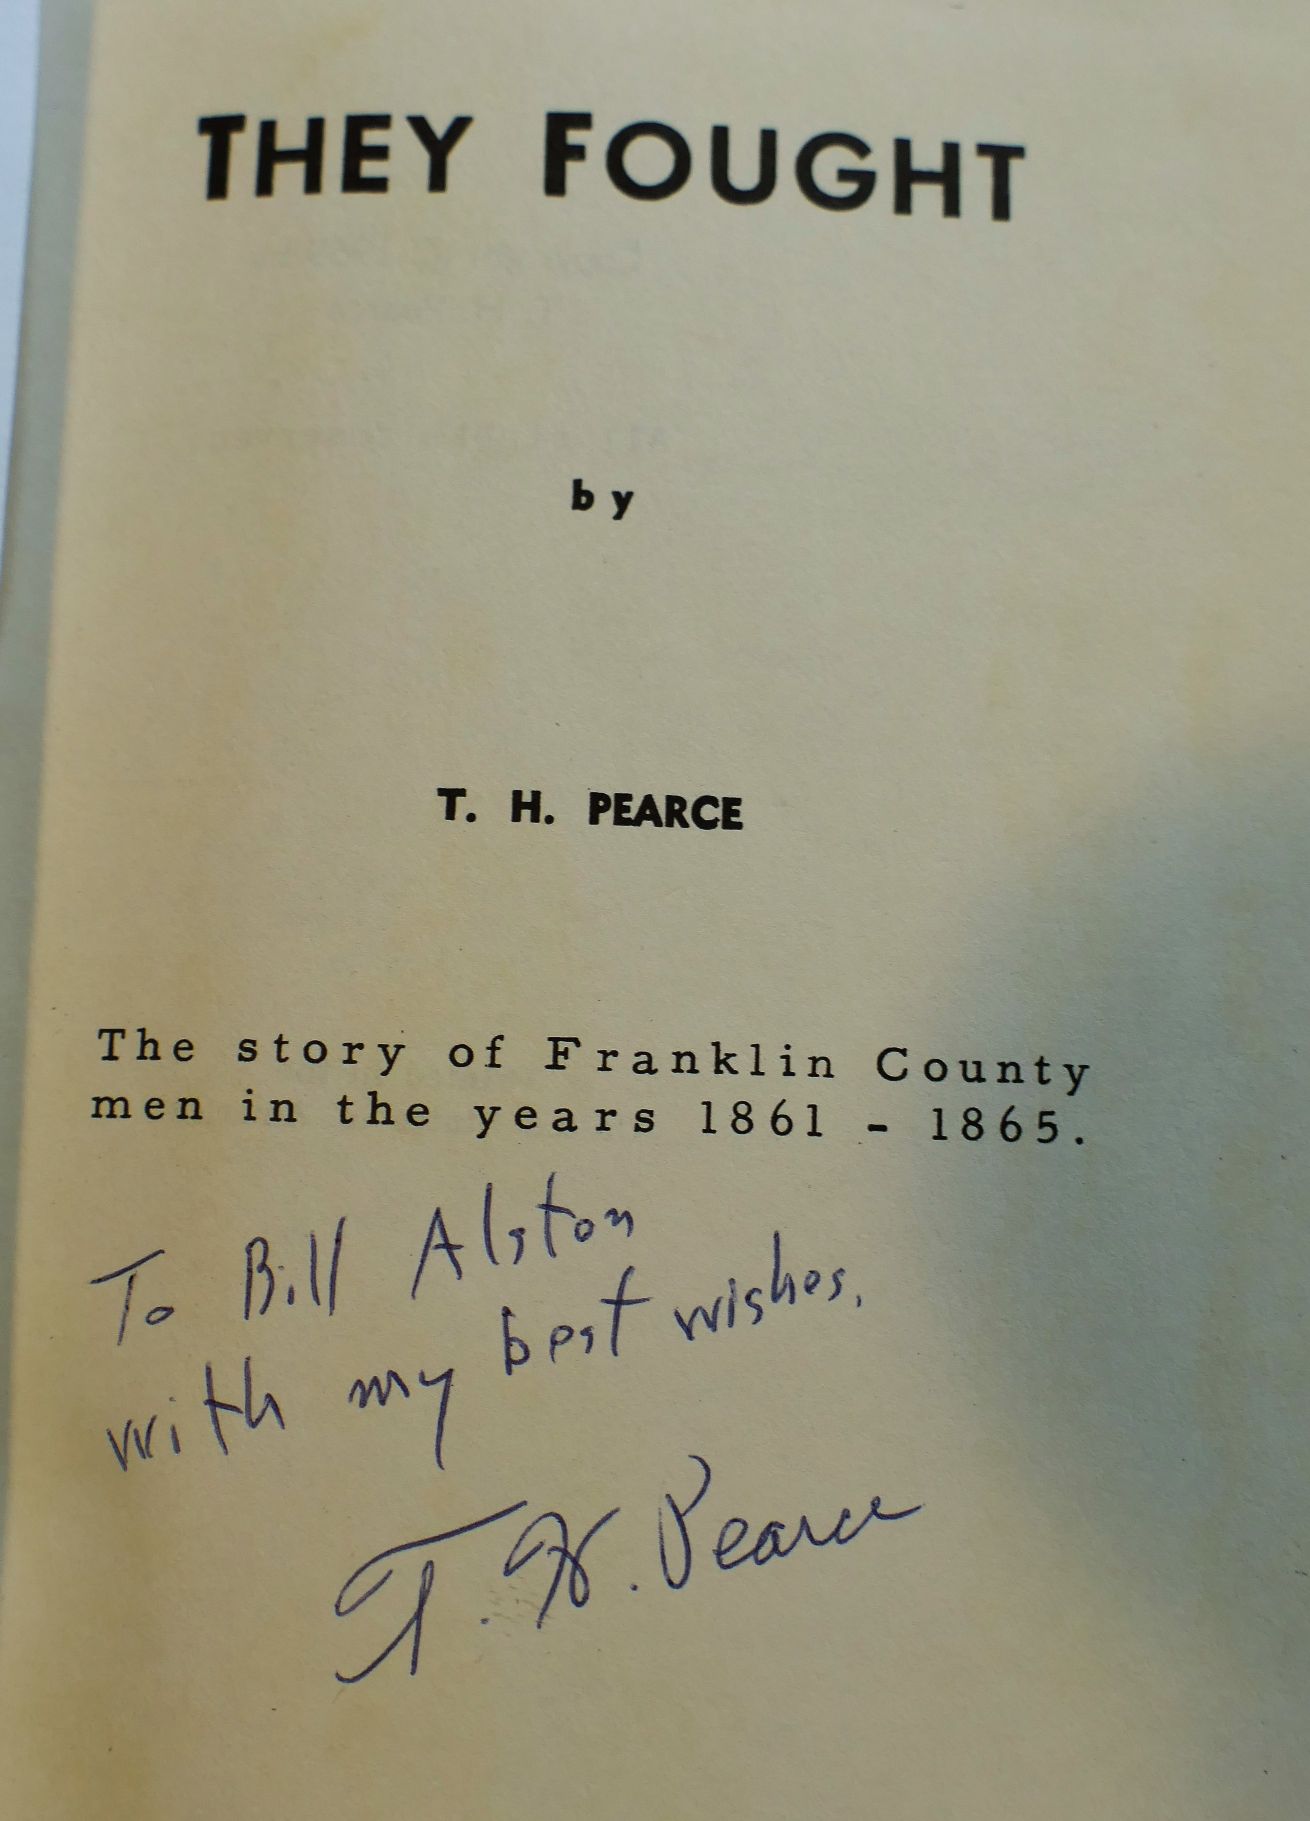 THEY FOUGHT
by
T. H. PEARCE
The story of Franklin County
men in the years 1861 - 1865.
To Bill Alston
with my best wishes,
T. H. Pearce